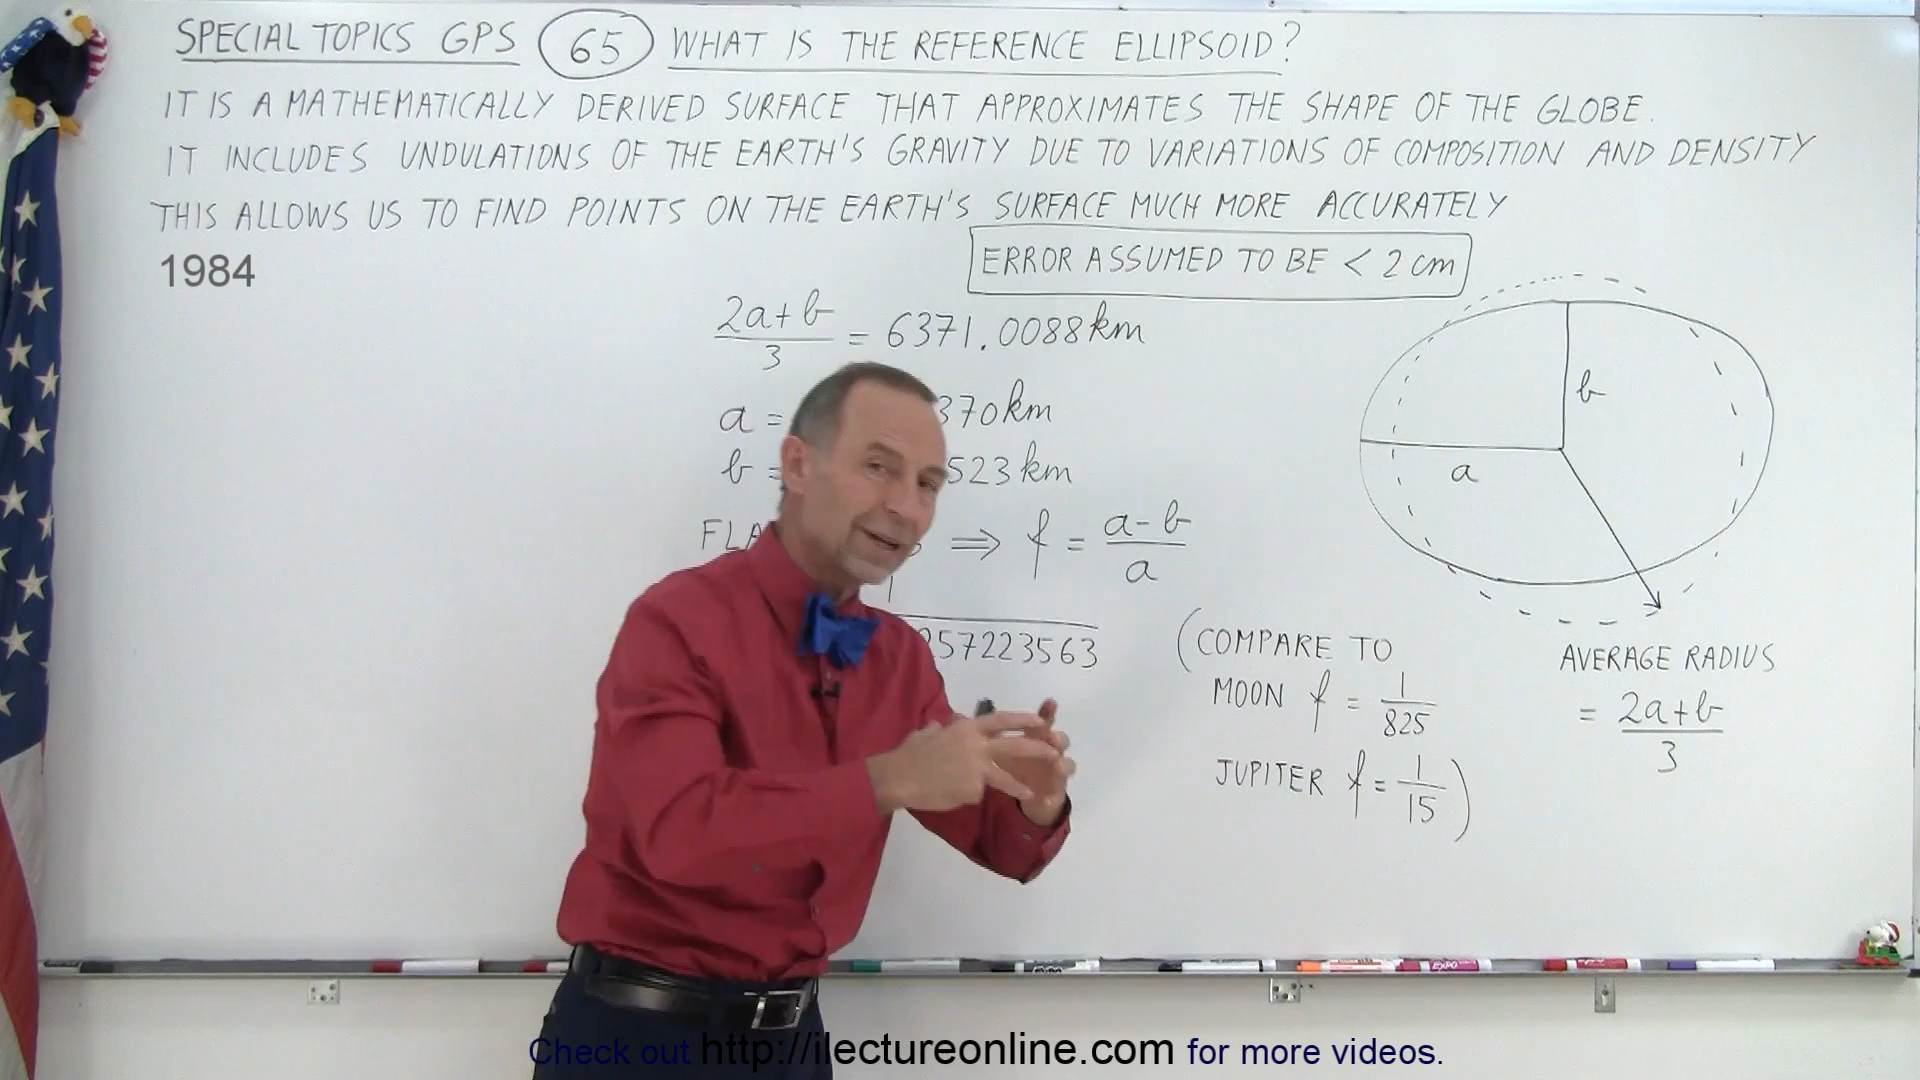 SPECIAL TOPICS GPS 65 WHAT IS THE REFERENCE ELLIPSOID?
IT IS A MATHEMATICALLY DERIVED SURFACE THAT APPROXIMATES THE SHAPE OF THE GLOBE.
IT INCLUDES UNDULATIONS OF THE EARTH'S GRAVITY DUE TO VARIATIONS OF COMPOSITION AND DENSITY
THIS ALLOWS US TO FIND POINTS ON THE EARTH'S SURFACE MUCH MORE ACCURATELY
1984
ERROR ASSUMED TO BE < 2 cm
2a+b
3
= 6371.0088 km
a = 370 km
b = 523 km
FLA ⇒ f = a-b
a
1
257223563
b
a
(COMPARE TO
MOON f = 1
825
JUPITER f = 1
15 )
AVERAGE RADIUS
= 2a+b
3
EXPO
Check out http://ilectureonline.com for more videos.